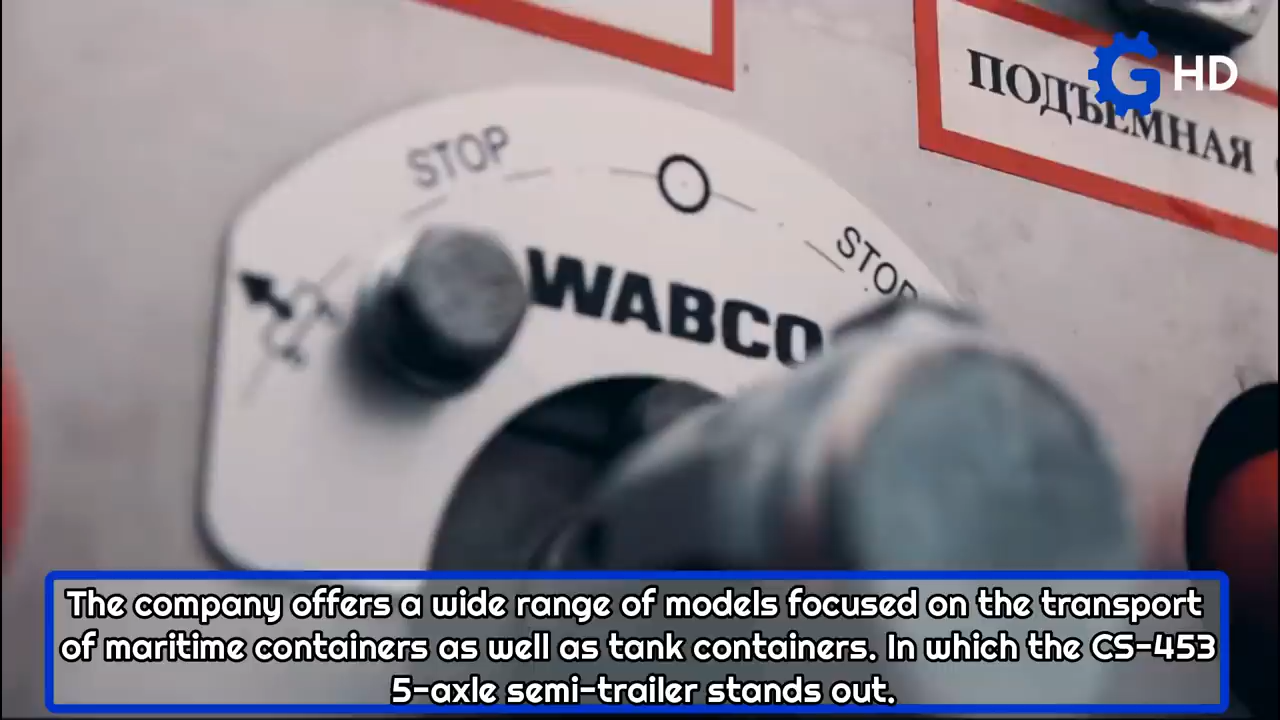 HD
ПОДЪЕМНАЯ
STOP
STOP
WABCO
The company offers a wide range of models focused on the transport
of maritime containers as well as tank containers. In which the CS-453
5-axle semi-trailer stands out.